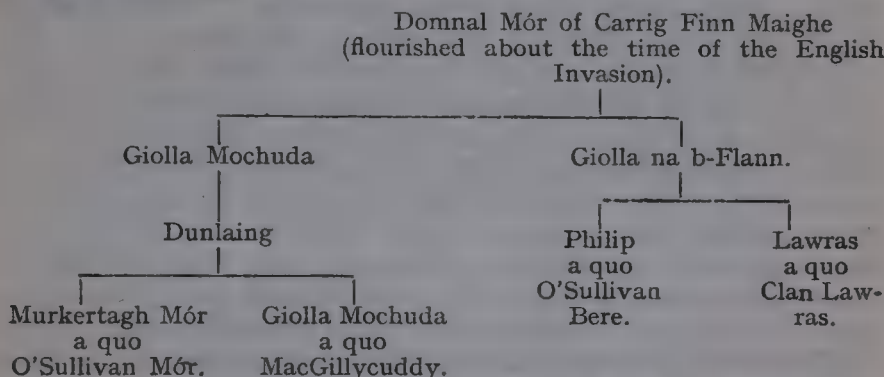 Domnal Mór of Carrig Finn Maighe
(flourished about the time of the English
Invasion).
Giolla Mochuda
Giolla na b-Flann.
Dunlaing
Philip
a quo
O'Sullivan
Bere.
Lawras
a quo
Clan Law-
ras.
Murkertagh Mór
a quo
O'Sullivan Mór.
Giolla Mochuda
a quo
MacGillycuddy.